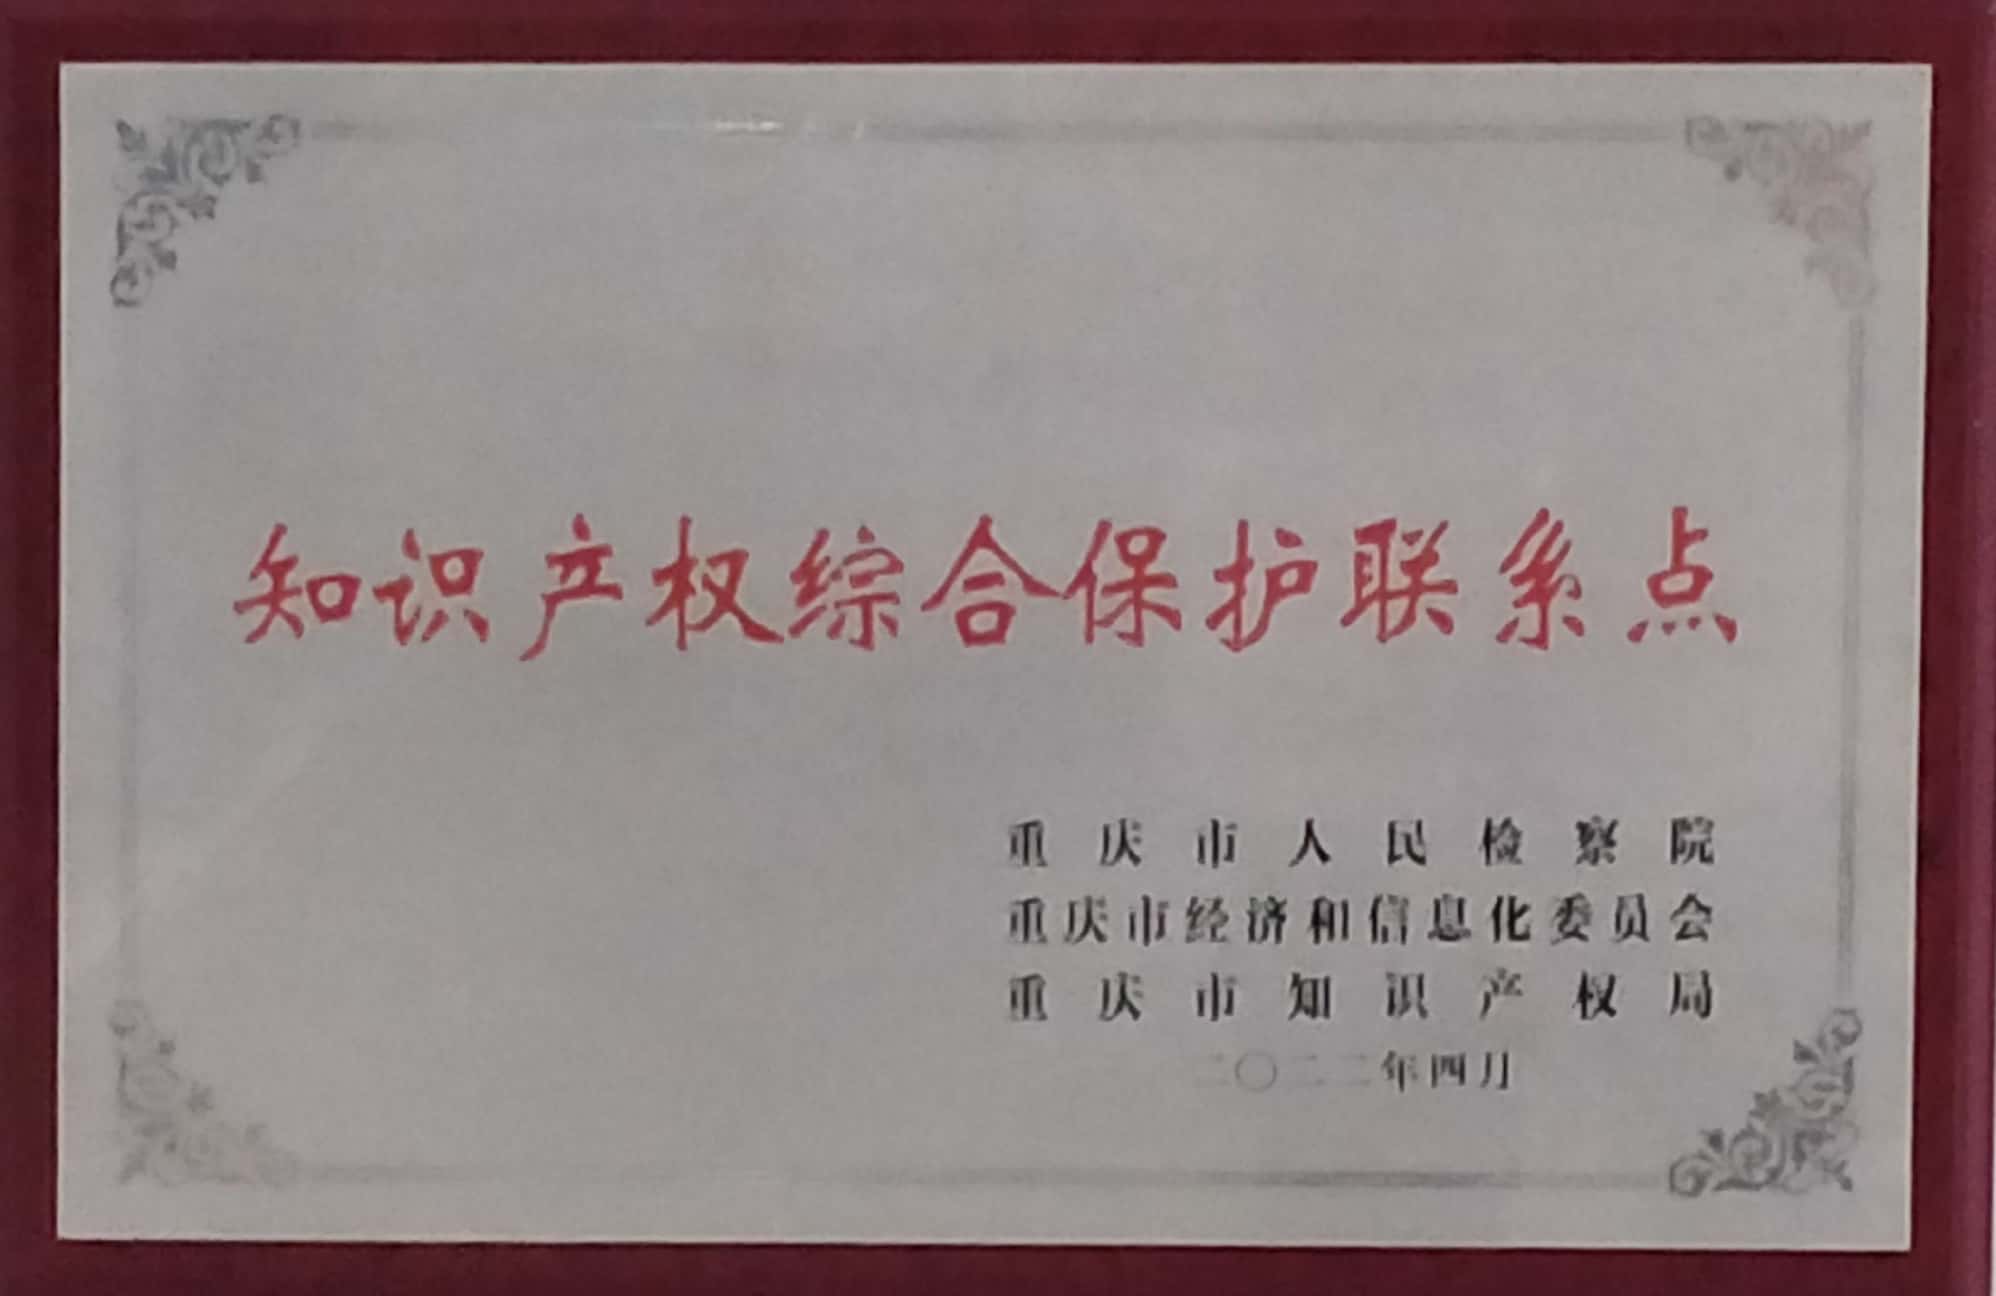 知识产权综合保护联系点
重庆市人民检察院
重庆市经济和信息化委员会
重庆市知识产权局
二〇二二年四月